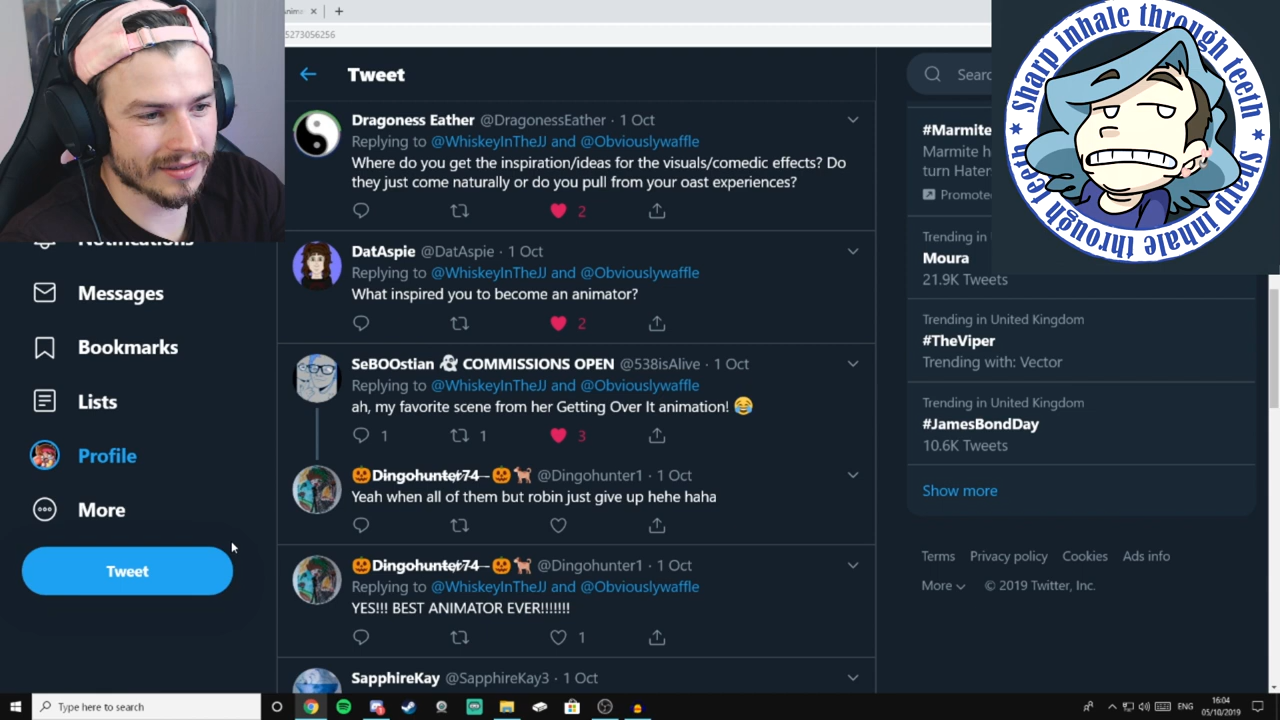 5273056256
Tweet
Searc
Dragoness Eather @DragonessEather · 1 Oct
Replying to @WhiskeyInTheJJ and @Obviouslywaffle
Where do you get the inspiration/ideas for the visuals/comedic effects? Do
they just come naturally or do you pull from your oast experiences?
2
DatAspie @DatAspie · 1 Oct
Replying to @WhiskeyInTheJJ and @Obviouslywaffle
What inspired you to become an animator?
2
SeBOOstian 👻 COMMISSIONS OPEN @538isAlive · 1 Oct
Replying to @WhiskeyInTheJJ and @Obviouslywaffle
ah, my favorite scene from her Getting Over It animation! 😂
1 1 3
🎃Dingohunter74 🎃🐕 @Dingohunter1 · 1 Oct
Yeah when all of them but robin just give up hehe haha
🎃Dingohunter74 🎃🐕 @Dingohunter1 · 1 Oct
Replying to @WhiskeyInTheJJ and @Obviouslywaffle
YES!!! BEST ANIMATOR EVER!!!!!!!
1
SapphireKay @SapphireKay3 · 1 Oct
Notifications
Messages
Bookmarks
Lists
Profile
More
Tweet
#Marmite
Marmite h
turn Hater
Promote
Trending in
Moura
21.9K Tweets
Trending in United Kingdom
#TheViper
Trending with: Vector
Trending in United Kingdom
#JamesBondDay
10.6K Tweets
Show more
Terms Privacy policy Cookies Ads info
More © 2019 Twitter, Inc.
Sharp inhale through teeth
Sharp inhale through teeth
Type here to search
ENG
16:04
05/10/2019